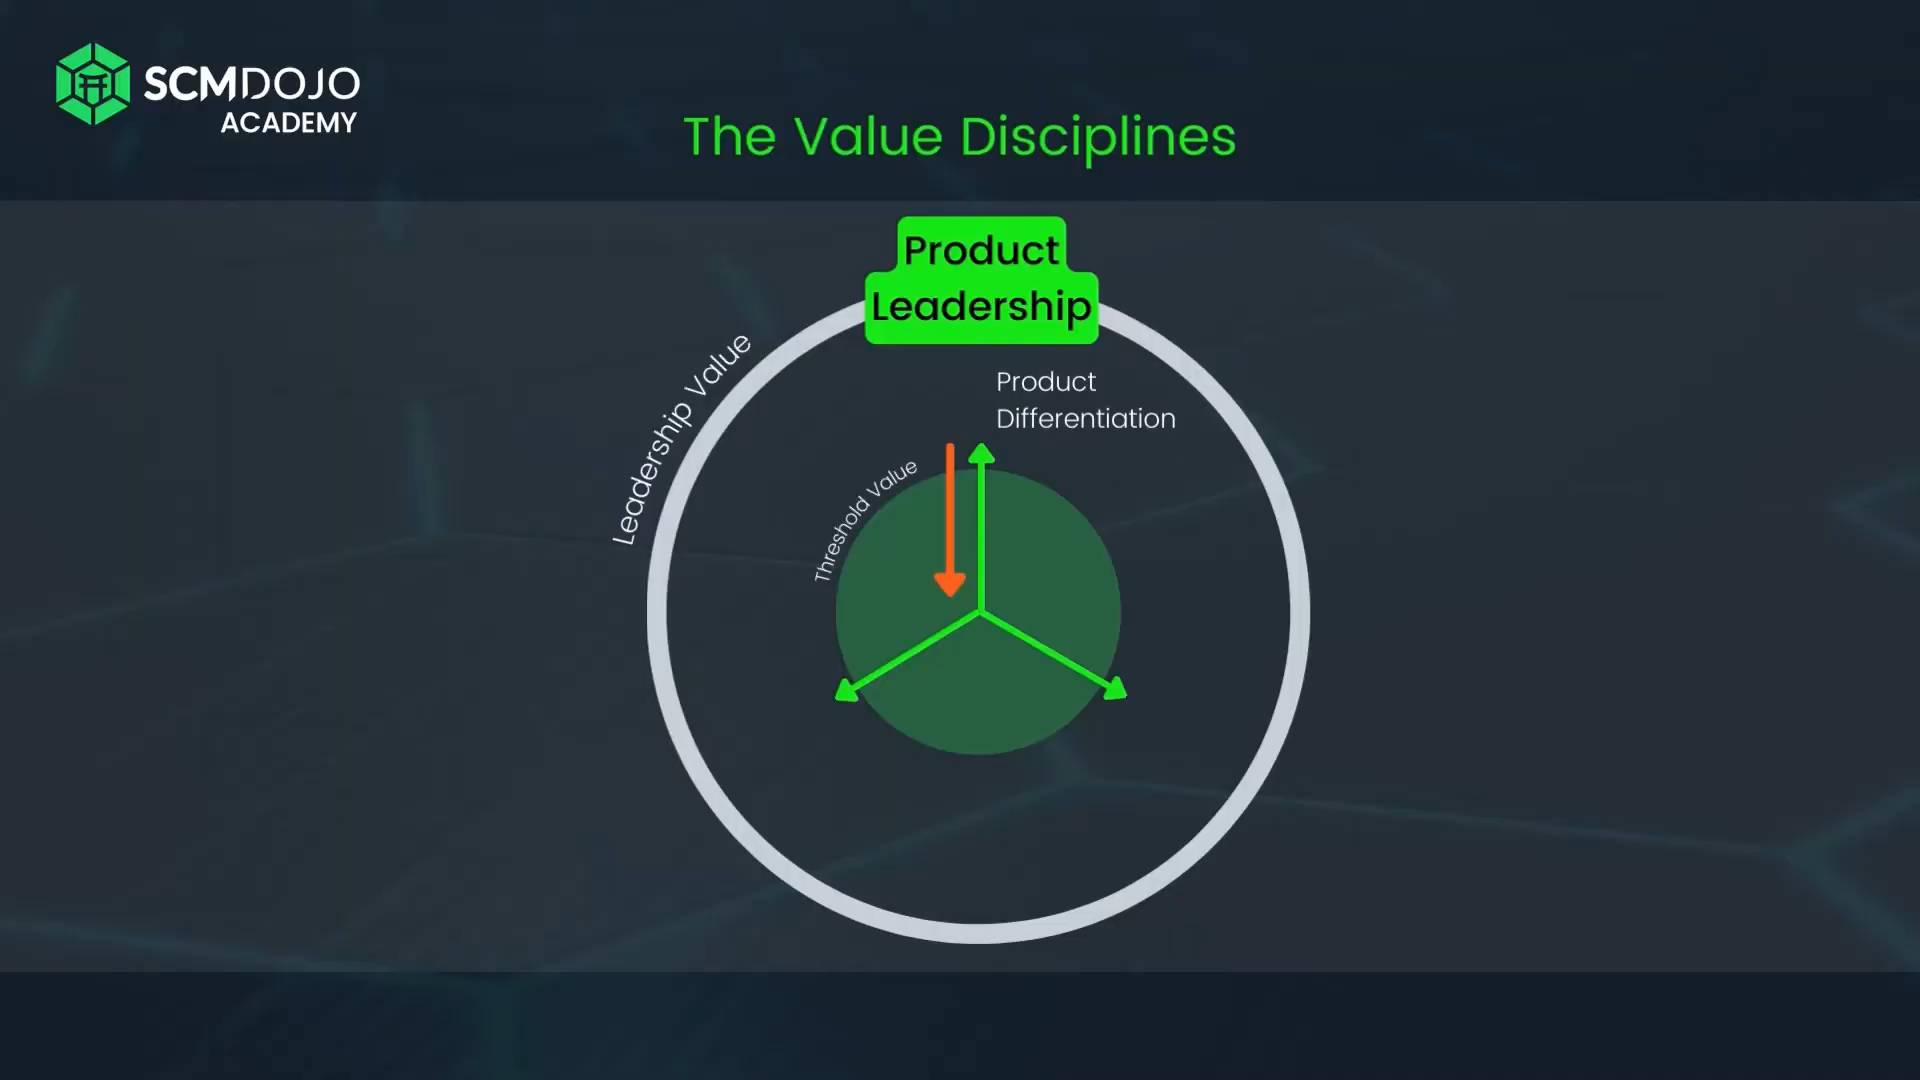 SCMDOJO
ACADEMY
The Value Disciplines
Product
Leadership
Leadership Value
Product
Differentiation
Threshold Value